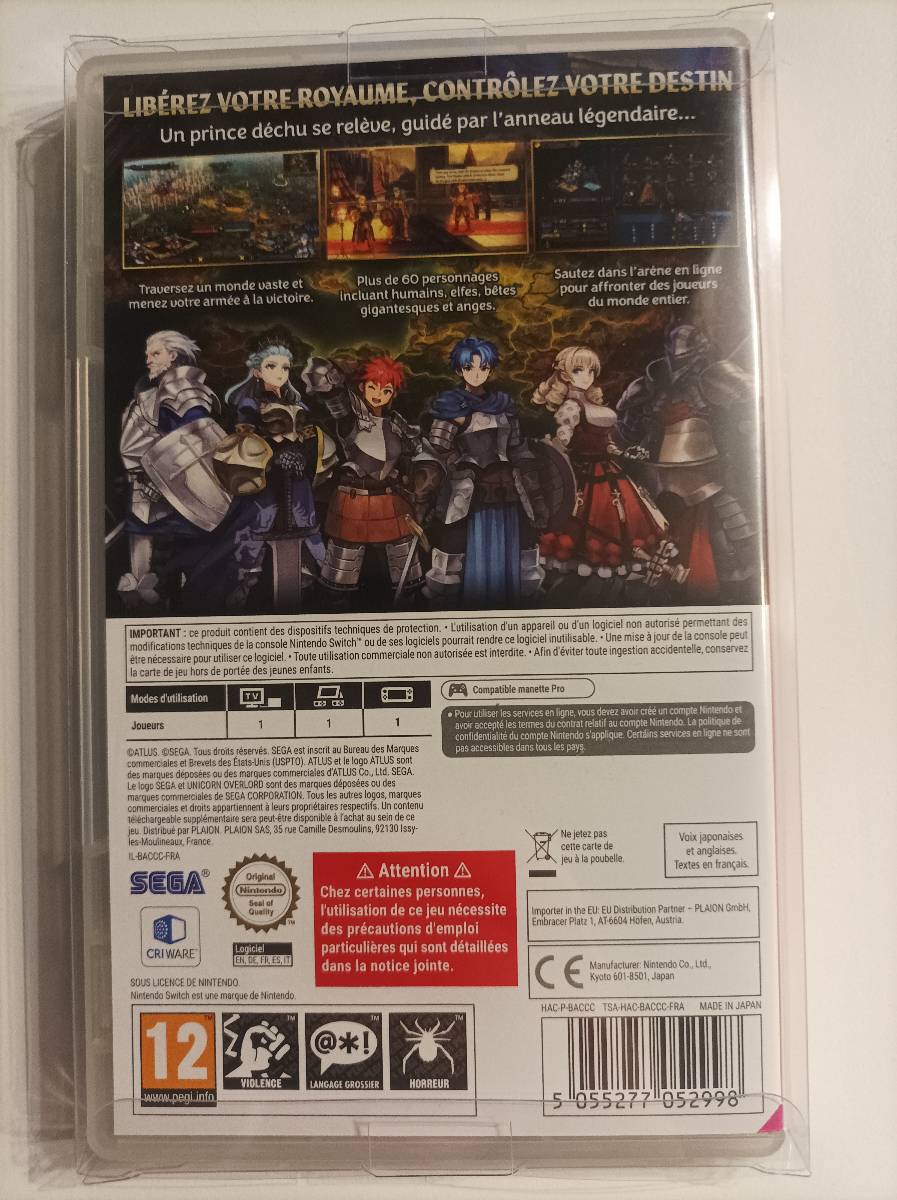 LIBÉREZ VOTRE ROYAUME, CONTRÔLEZ VOTRE DESTIN
Un prince déchu se relève, guidé par l'anneau légendaire...
Traversez un monde vaste et
menez votre armée à la victoire.
Plus de 60 personnages
incluant humains, elfes, bêtes
gigantesques et anges.
Sautez dans l'arène en ligne
pour affronter des joueurs
du monde entier.
IMPORTANT : ce produit contient des dispositifs techniques de protection. • L'utilisation d'un appareil ou d'un logiciel non autorisé permettant des
modifications techniques de la console Nintendo Switch™ ou de ses logiciels pourrait rendre ce logiciel inutilisable. • Une mise à jour de la console peut
être nécessaire pour utiliser ce logiciel. • Toute utilisation commerciale non autorisée est interdite. • Afin d'éviter toute ingestion accidentelle, conservez
la carte de jeu hors de portée des jeunes enfants.
Modes d'utilisation
TV
Joueurs 1 1 1
Compatible manette Pro
• Pour utiliser les services en ligne, vous devez avoir créé un compte Nintendo et
avoir accepté les termes du contrat relatif au compte Nintendo. La politique de
confidentialité du compte Nintendo s'applique. Certains services en ligne ne sont
pas accessibles dans tous les pays.
©ATLUS. ©SEGA. Tous droits réservés. SEGA est inscrit au Bureau des Marques
commerciales et Brevets des États-Unis (USPTO). ATLUS et le logo ATLUS sont
des marques déposées ou des marques commerciales d'ATLUS Co., Ltd. SEGA.
Le logo SEGA et UNICORN OVERLORD sont des marques déposées ou des
marques commerciales de SEGA CORPORATION. Tous les autres logos, marques
commerciales et droits appartiennent à leurs propriétaires respectifs. Un contenu
téléchargeable supplémentaire sera peut-être disponible à l'achat au sein de ce
jeu. Distribué par PLAION. PLAION SAS, 35 rue Camille Desmoulins, 92130 Issy-
les-Moulineaux, France.
IL-BACCC-FRA
SEGA®
Original
Nintendo
Seal of
Quality
™
CRIWARE™
Logiciel
EN, DE, FR, ES, IT
SOUS LICENCE DE NINTENDO.
Nintendo Switch est une marque de Nintendo.
Attention
Chez certaines personnes,
l'utilisation de ce jeu nécessite
des précautions d'emploi
particulières qui sont détaillées
dans la notice jointe.
Ne jetez pas
cette carte de
jeu à la poubelle.
Voix japonaises
et anglaises.
Textes en français.
Importer in the EU: EU Distribution Partner – PLAION GmbH,
Embracer Platz 1, AT-6604 Höfen, Austria.
CE
Manufacturer: Nintendo Co., Ltd.,
Kyoto 601-8501, Japan
HAC-P-BACCC TSA-HAC-BACCC-FRA MADE IN JAPAN
12™
www.pegi.info
VIOLENCE
™
@*!
LANGAGE GROSSIER
™
HORREUR
™
5 055277 052998